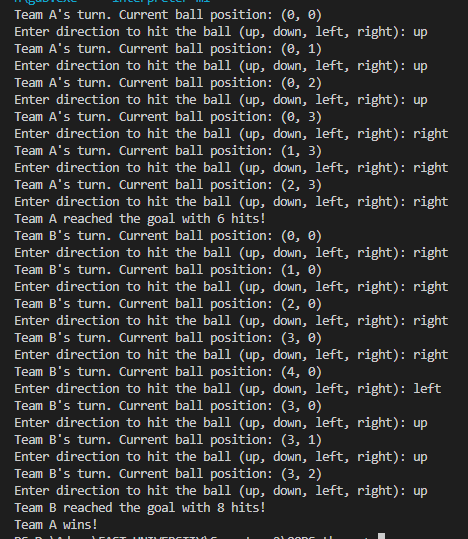 Team A's turn. Current ball position: (0, 0)
Enter direction to hit the ball (up, down, left, right): up
Team A's turn. Current ball position: (0, 1)
Enter direction to hit the ball (up, down, left, right): up
Team A's turn. Current ball position: (0, 2)
Enter direction to hit the ball (up, down, left, right): up
Team A's turn. Current ball position: (0, 3)
Enter direction to hit the ball (up, down, left, right): right
Team A's turn. Current ball position: (1, 3)
Enter direction to hit the ball (up, down, left, right): right
Team A's turn. Current ball position: (2, 3)
Enter direction to hit the ball (up, down, left, right): right
Team A reached the goal with 6 hits!
Team B's turn. Current ball position: (0, 0)
Enter direction to hit the ball (up, down, left, right): right
Team B's turn. Current ball position: (1, 0)
Enter direction to hit the ball (up, down, left, right): right
Team B's turn. Current ball position: (2, 0)
Enter direction to hit the ball (up, down, left, right): right
Team B's turn. Current ball position: (3, 0)
Enter direction to hit the ball (up, down, left, right): right
Team B's turn. Current ball position: (4, 0)
Enter direction to hit the ball (up, down, left, right): left
Team B's turn. Current ball position: (3, 0)
Enter direction to hit the ball (up, down, left, right): up
Team B's turn. Current ball position: (3, 1)
Enter direction to hit the ball (up, down, left, right): up
Team B's turn. Current ball position: (3, 2)
Enter direction to hit the ball (up, down, left, right): up
Team B reached the goal with 8 hits!
Team A wins!